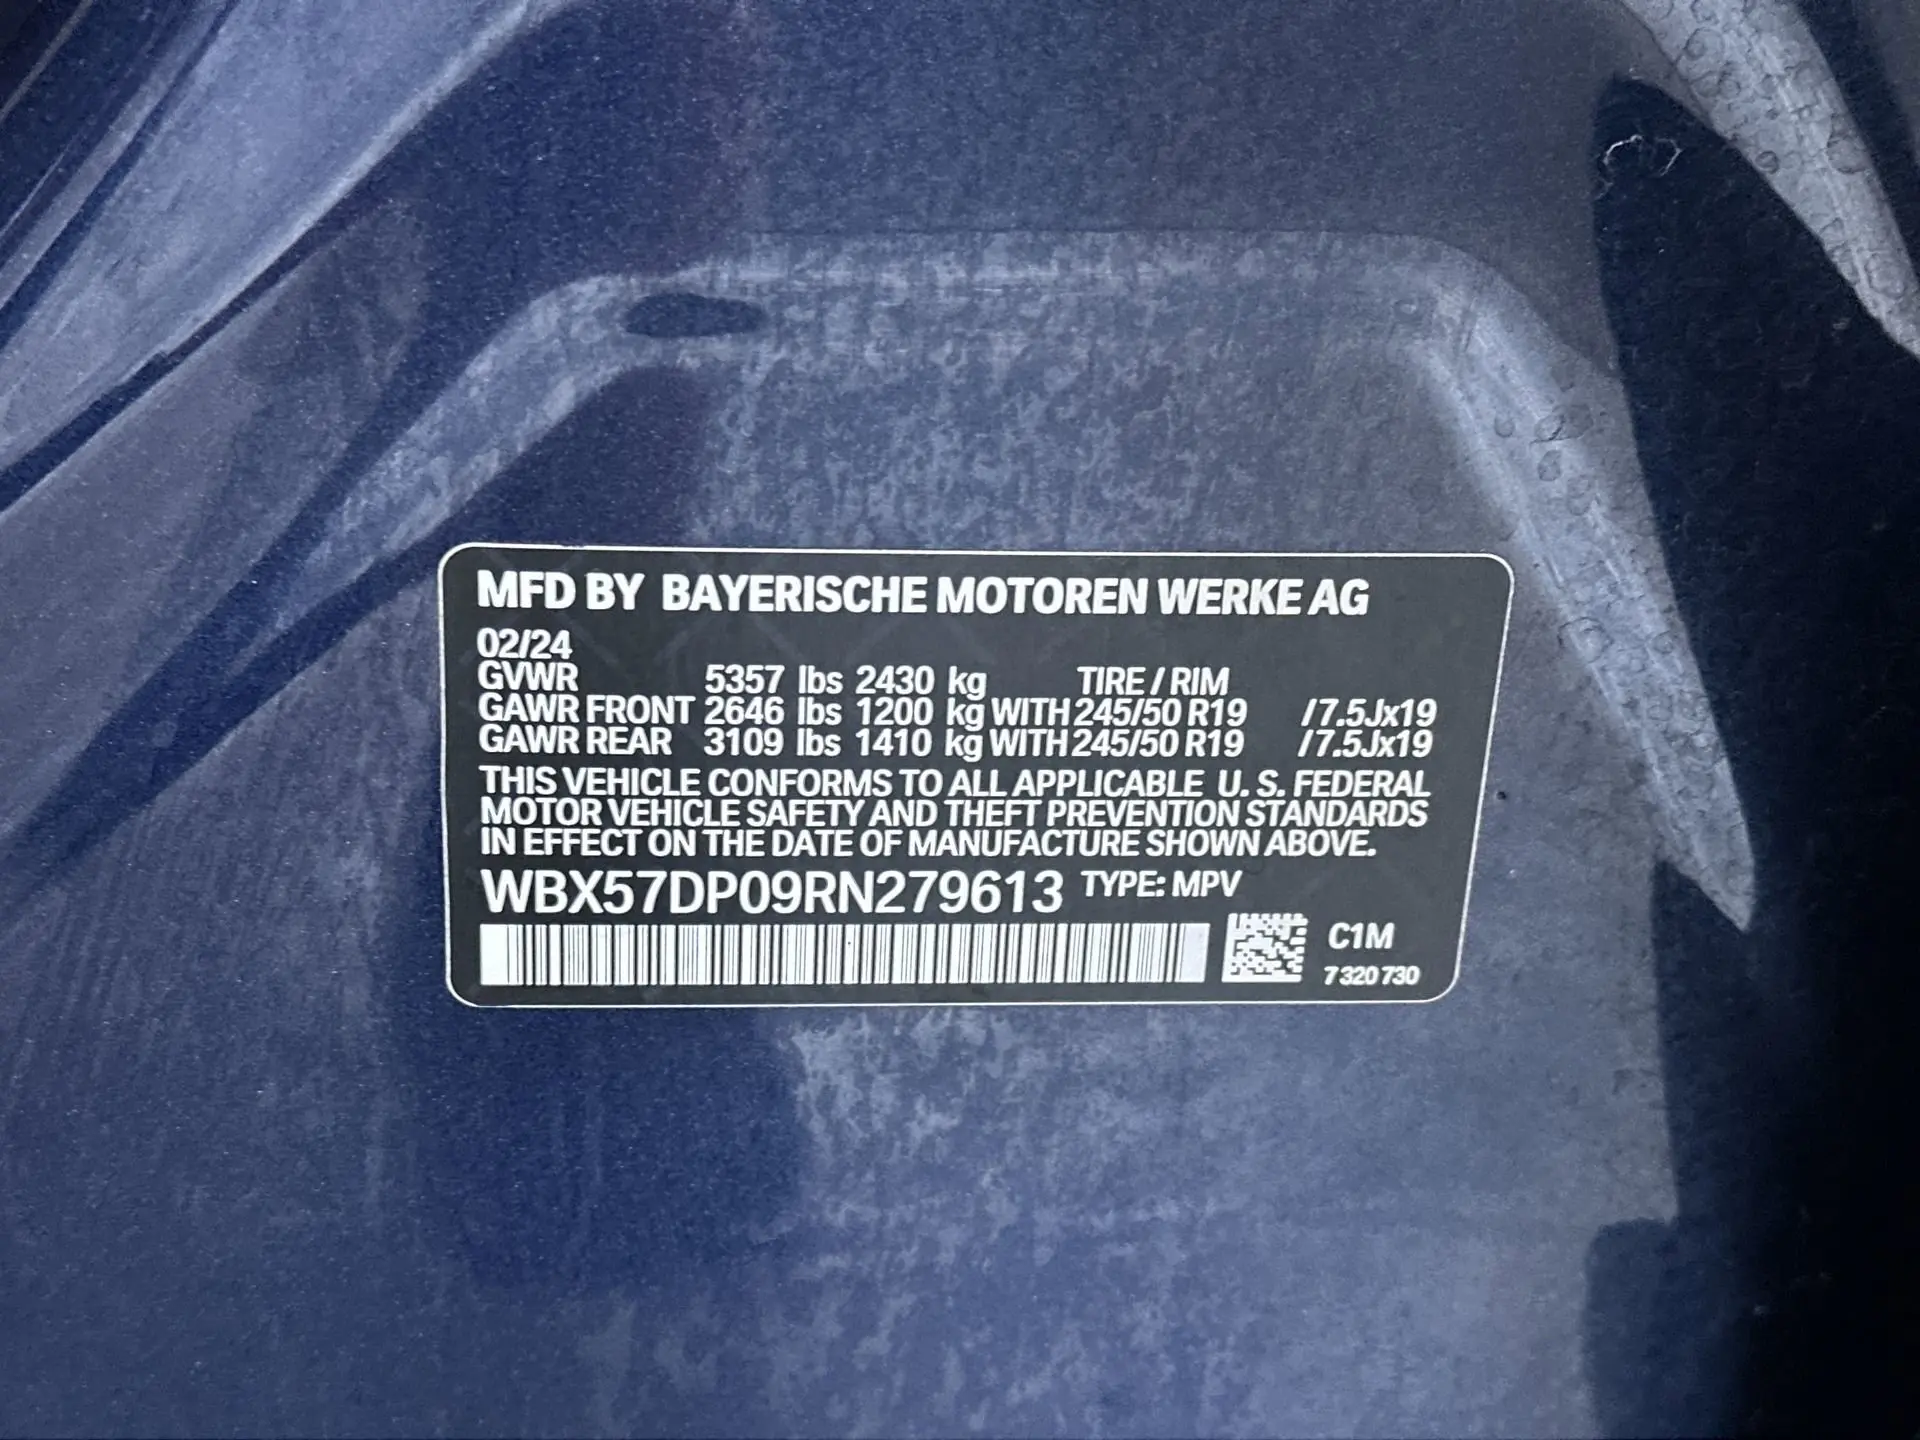 MFD BY BAYERISCHE MOTOREN WERKE AG
02/24
GVWR 5357 lbs 2430 kg TIRE / RIM
GAWR FRONT 2646 lbs 1200 kg WITH 245/50 R19 /7.5Jx19
GAWR REAR 3109 lbs 1410 kg WITH 245/50 R19 /7.5Jx19
THIS VEHICLE CONFORMS TO ALL APPLICABLE U. S. FEDERAL
MOTOR VEHICLE SAFETY AND THEFT PREVENTION STANDARDS
IN EFFECT ON THE DATE OF MANUFACTURE SHOWN ABOVE.
WBX57DP09RN279613 TYPE: MPV
C1M
7 320 730